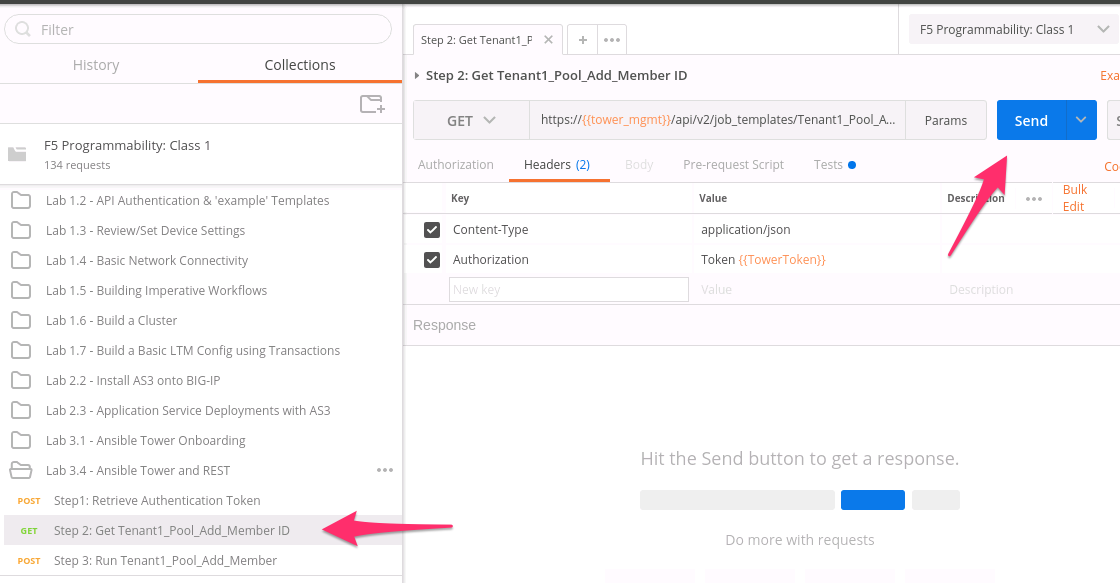 Filter
History
Collections
F5 Programmability: Class 1
134 requests
Lab 1.2 - API Authentication & 'example' Templates
Lab 1.3 - Review/Set Device Settings
Lab 1.4 - Basic Network Connectivity
Lab 1.5 - Building Imperative Workflows
Lab 1.6 - Build a Cluster
Lab 1.7 - Build a Basic LTM Config using Transactions
Lab 2.2 - Install AS3 onto BIG-IP
Lab 2.3 - Application Service Deployments with AS3
Lab 3.1 - Ansible Tower Onboarding
Lab 3.4 - Ansible Tower and REST
POST Step1: Retrieve Authentication Token
GET Step 2: Get Tenant1_Pool_Add_Member ID
POST Step 3: Run Tenant1_Pool_Add_Member
Step 2: Get Tenant1_P
F5 Programmability: Class 1
Step 2: Get Tenant1_Pool_Add_Member ID
Exa
GET https://{{tower_mgmt}}/api/v2/job_templates/Tenant1_Pool_A... Params Send S
Authorization Headers (2) Body Pre-request Script Tests Co
Key Value Description Bulk Edit
Content-Type application/json
Authorization Token {{TowerToken}}
New key Value Description
Response
Hit the Send button to get a response.
Do more with requests